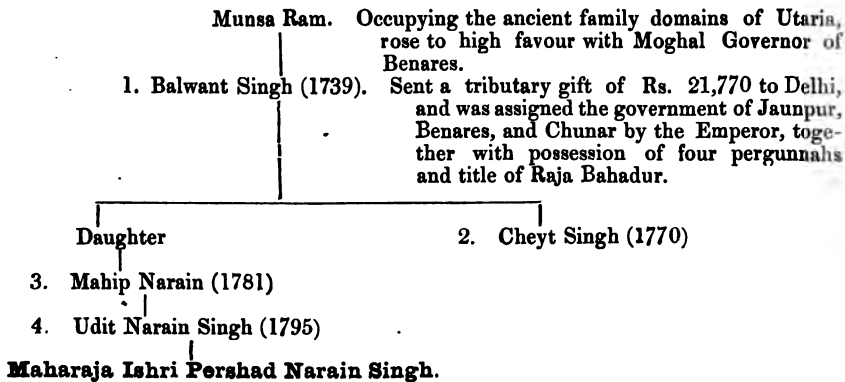 Munsa Ram. Occupying the ancient family domains of Utaria,
rose to high favour with Moghal Governor of
Benares.
1. Balwant Singh (1739). Sent a tributary gift of Rs. 21,770 to Delhi,
and was assigned the government of Jaunpur,
Benares, and Chunar by the Emperor, toge-
ther with possession of four pergunnahs
and title of Raja Bahadur.
Daughter 2. Cheyt Singh (1770)
3. Mahip Narain (1781)
4. Udit Narain Singh (1795)
Maharaja Ishri Pershad Narain Singh.